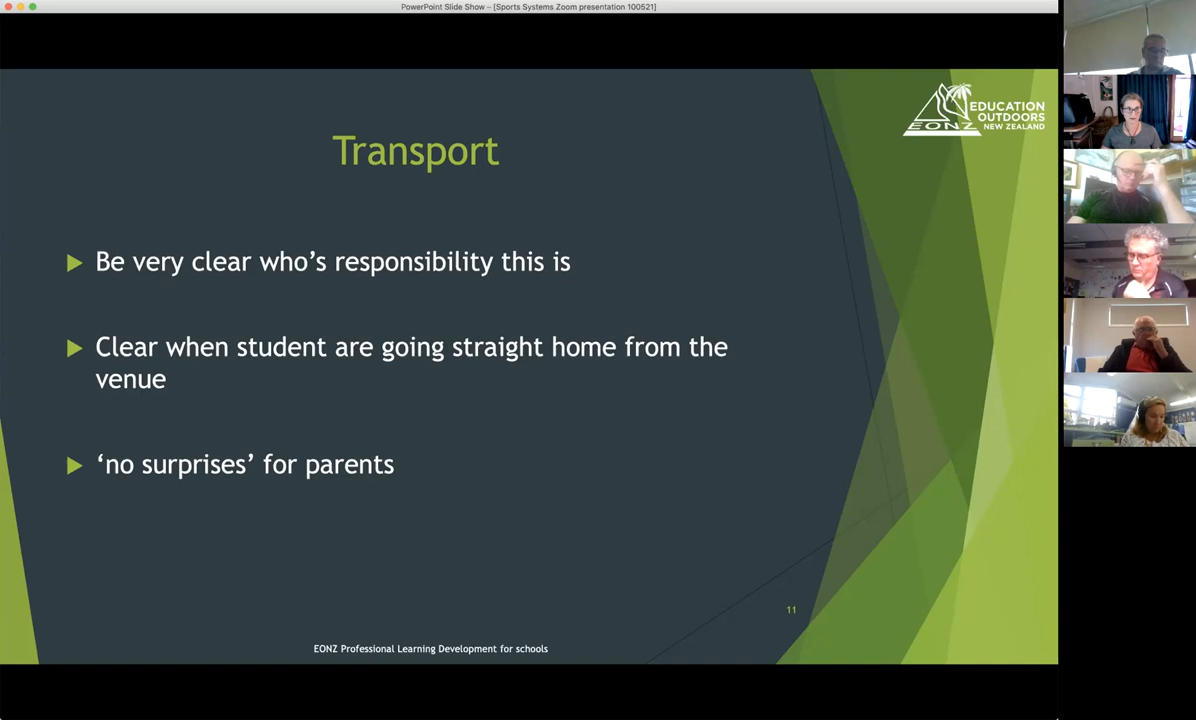 PowerPoint Slide Show – [Sports Systems Zoom presentation 100521]
EDUCATION
OUTDOORS
NEW ZEALAND
EONZ
Transport
Be very clear who’s responsibility this is
Clear when student are going straight home from the
venue
‘no surprises’ for parents
11
EONZ Professional Learning Development for schools